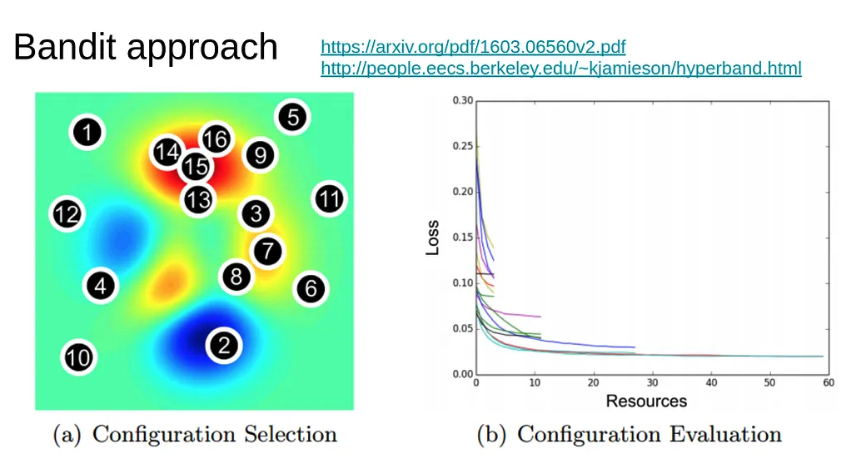 Bandit approach
https://arxiv.org/pdf/1603.06560v2.pdf
http://people.eecs.berkeley.edu/~kjamieson/hyperband.html
1
5
16
14
9
15
13
11
12
3
7
8
4
6
2
10
(a) Configuration Selection
0.30
0.25
0.20
0.15
0.10
0.05
0.00
Loss
0 10 20 30 40 50 60
Resources
(b) Configuration Evaluation